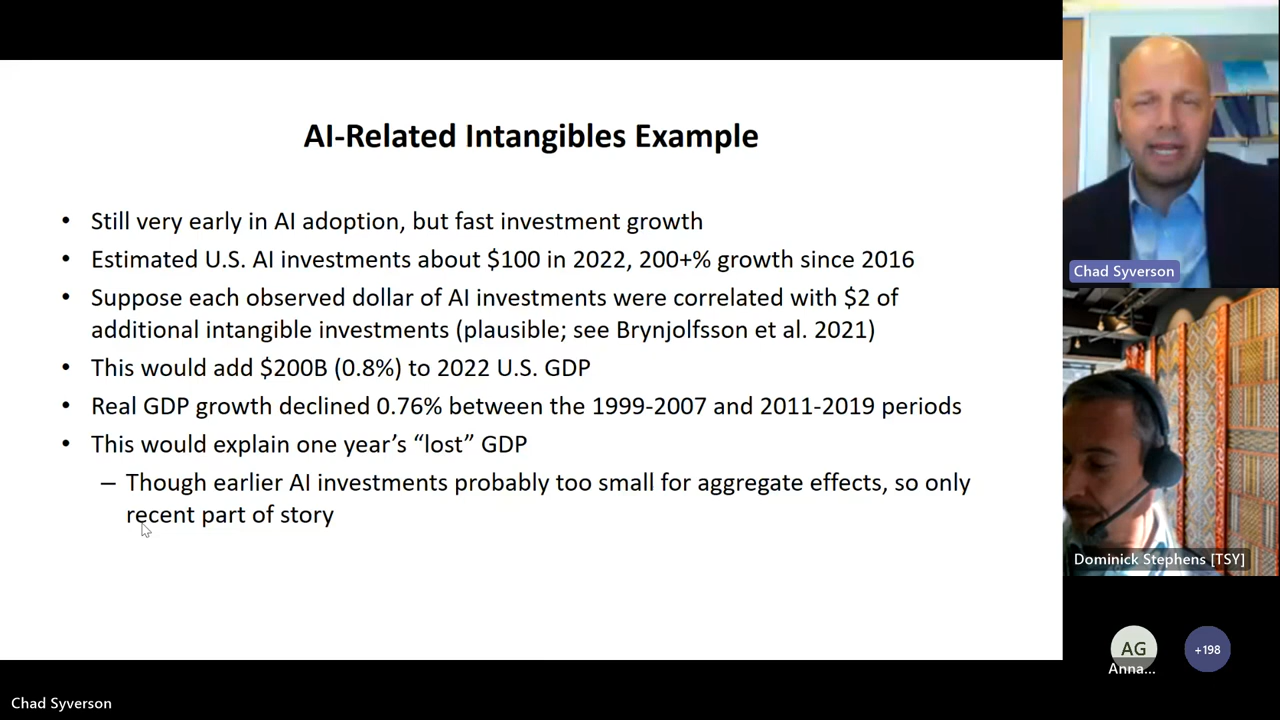 AI-Related Intangibles Example
• Still very early in AI adoption, but fast investment growth
• Estimated U.S. AI investments about $100 in 2022, 200+% growth since 2016
• Suppose each observed dollar of AI investments were correlated with $2 of
additional intangible investments (plausible; see Brynjolfsson et al. 2021)
• This would add $200B (0.8%) to 2022 U.S. GDP
• Real GDP growth declined 0.76% between the 1999-2007 and 2011-2019 periods
• This would explain one year’s “lost” GDP
– Though earlier AI investments probably too small for aggregate effects, so only
recent part of story
Chad Syverson
Dominick Stephens [TSY]
AG
Anna...
+198
Chad Syverson